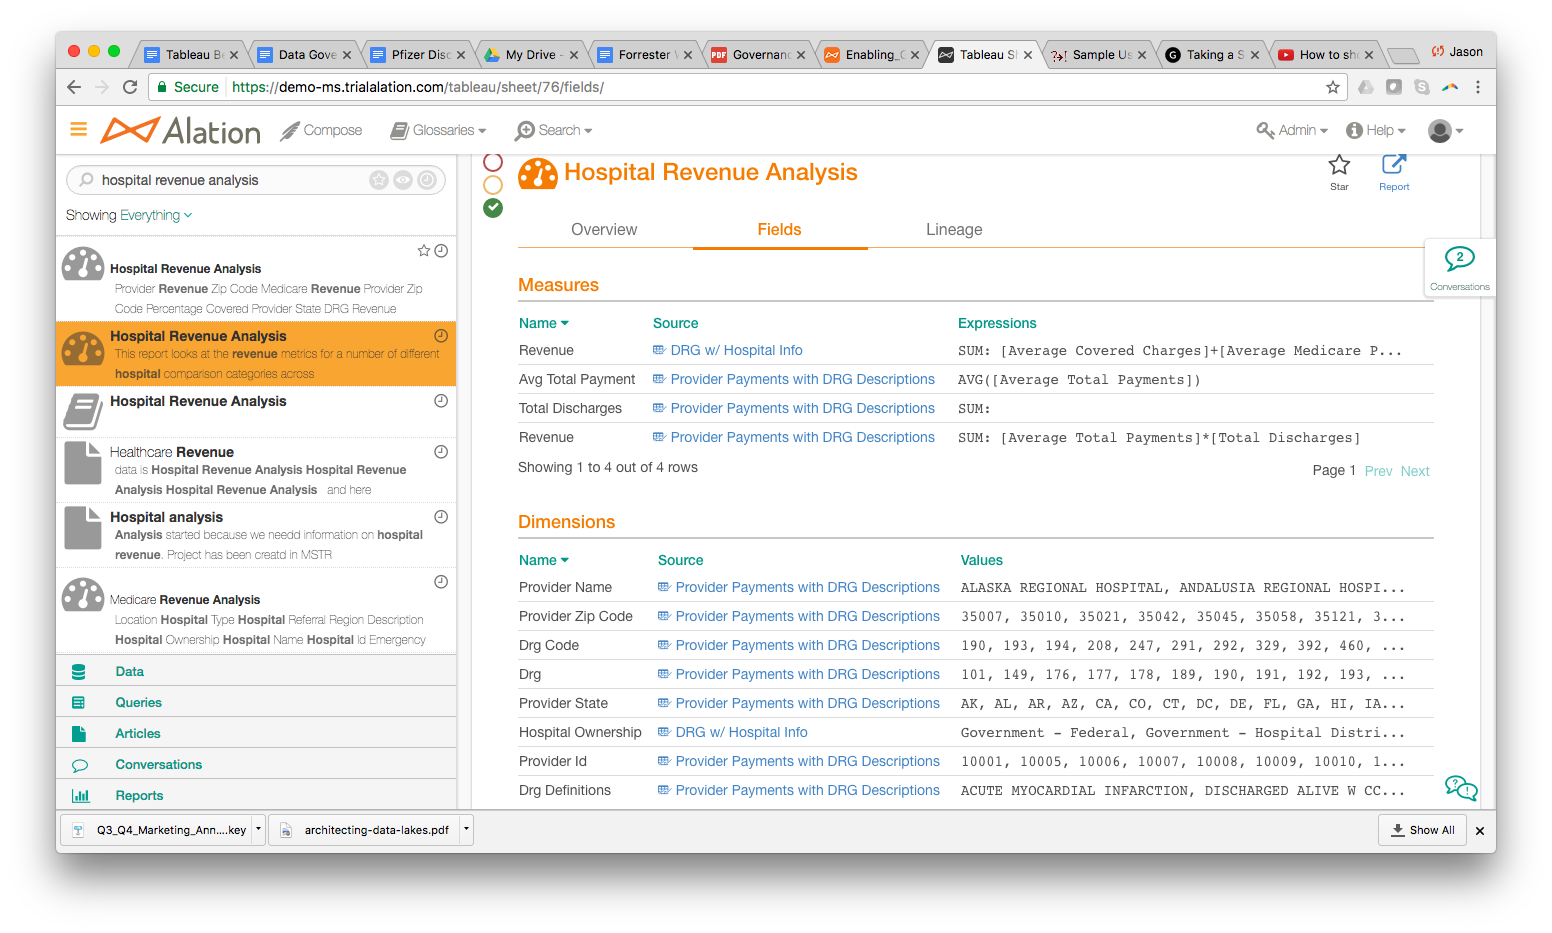 Tableau Be
Data Gove
Pfizer Disc
My Drive -
Forrester W
PDF Governanc
Enabling_G
Tableau Sh
Sample Us
G Taking a S
How to sho
Jason
Secure https://demo-ms.trialalation.com/tableau/sheet/76/fields/
Alation Compose Glossaries Search Admin Help
hospital revenue analysis
Showing Everything
Hospital Revenue Analysis
Provider Revenue Zip Code Medicare Revenue Provider Zip
Code Percentage Covered Provider State DRG Revenue
Hospital Revenue Analysis
This report looks at the revenue metrics for a number of different
hospital comparison categories across
Hospital Revenue Analysis
Healthcare Revenue
data is Hospital Revenue Analysis Hospital Revenue
Analysis Hospital Revenue Analysis and here
Hospital analysis
Analysis started because we needd information on hospital
revenue. Project has been creatd in MSTR
Medicare Revenue Analysis
Location Hospital Type Hospital Referral Region Description
Hospital Ownership Hospital Name Hospital Id Emergency
Data
Queries
Articles
Conversations
Reports
Hospital Revenue Analysis
Star
Report
Overview Fields Lineage
2
Conversations
Measures
Name Source Expressions
Revenue DRG w/ Hospital Info SUM: [Average Covered Charges]+[Average Medicare P...
Avg Total Payment Provider Payments with DRG Descriptions AVG([Average Total Payments])
Total Discharges Provider Payments with DRG Descriptions SUM:
Revenue Provider Payments with DRG Descriptions SUM: [Average Total Payments]*[Total Discharges]
Showing 1 to 4 out of 4 rows
Page 1 Prev Next
Dimensions
Name Source Values
Provider Name Provider Payments with DRG Descriptions ALASKA REGIONAL HOSPITAL, ANDALUSIA REGIONAL HOSPI...
Provider Zip Code Provider Payments with DRG Descriptions 35007, 35010, 35021, 35042, 35045, 35058, 35121, 3...
Drg Code Provider Payments with DRG Descriptions 190, 193, 194, 208, 247, 291, 292, 329, 392, 460, ...
Drg Provider Payments with DRG Descriptions 101, 149, 176, 177, 178, 189, 190, 191, 192, 193, ...
Provider State Provider Payments with DRG Descriptions AK, AL, AR, AZ, CA, CO, CT, DC, DE, FL, GA, HI, IA...
Hospital Ownership DRG w/ Hospital Info Government - Federal, Government - Hospital Distri...
Provider Id Provider Payments with DRG Descriptions 10001, 10005, 10006, 10007, 10008, 10009, 10010, 1...
Drg Definitions Provider Payments with DRG Descriptions ACUTE MYOCARDIAL INFARCTION, DISCHARGED ALIVE W CC...
Q3_Q4_Marketing_Ann....key
architecting-data-lakes.pdf
Show All